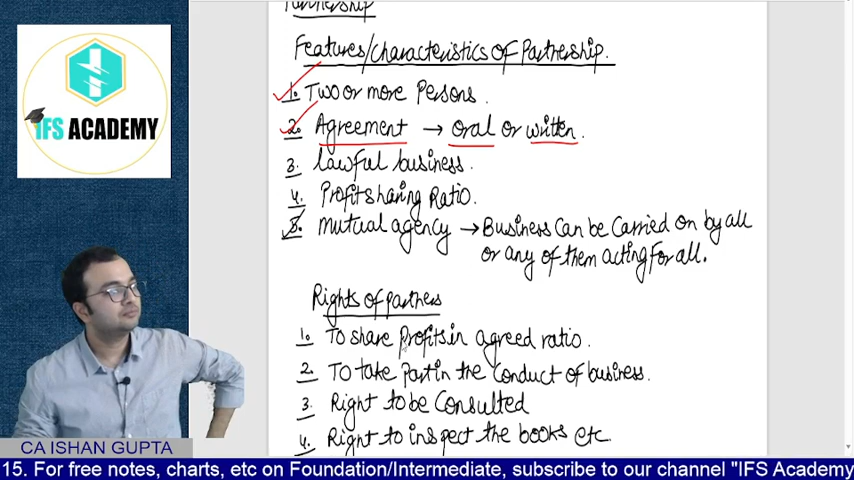 Partnership
Features/Characteristics of Partnership.
1. Two or more Persons.
2. Agreement → oral or written.
3. lawful business.
4. Profit sharing Ratio.
5. Mutual agency → Business can be carried on by all
or any of them acting for all.
Rights of partners
1. To share Profits in agreed ratio.
2. To take Part in the Conduct of business.
3. Right to be Consulted
4. Right to inspect the books etc.
IFS ACADEMY
CA ISHAN GUPTA
15. For free notes, charts, etc on Foundation/Intermediate, subscribe to our channel "IFS Academy